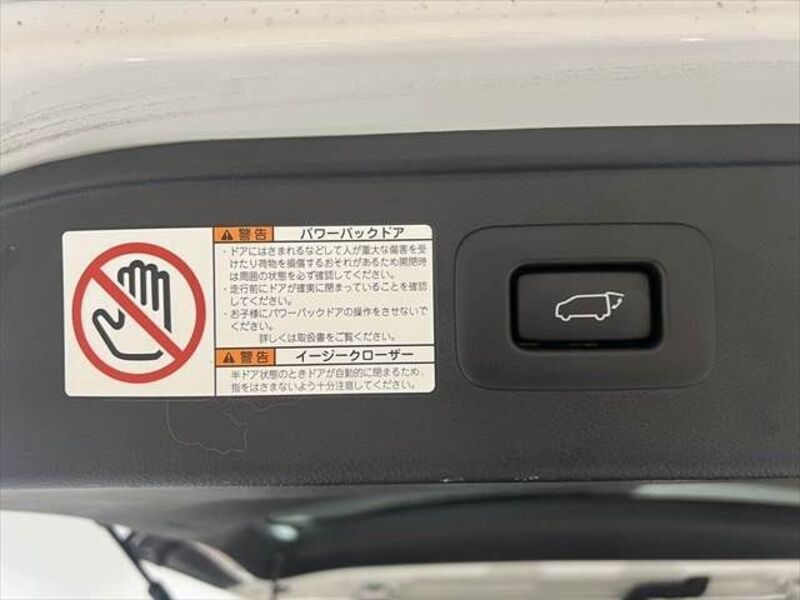 警告 パワーバックドア
・ドアにはさまれるなどして人が重大な傷害を受
けたり荷物を損傷するおそれがあるため開閉時
は周囲の状態を必ず確認してください。
・走行前にドアが確実に閉まっていることを確認
してください。
・お子様にパワーバックドアの操作をさせないで
ください。
詳しくは取扱書をご覧ください。
警告 イージークローザー
半ドア状態のときドアが自動的に閉まるため、
指をはさまないよう十分注意してください。